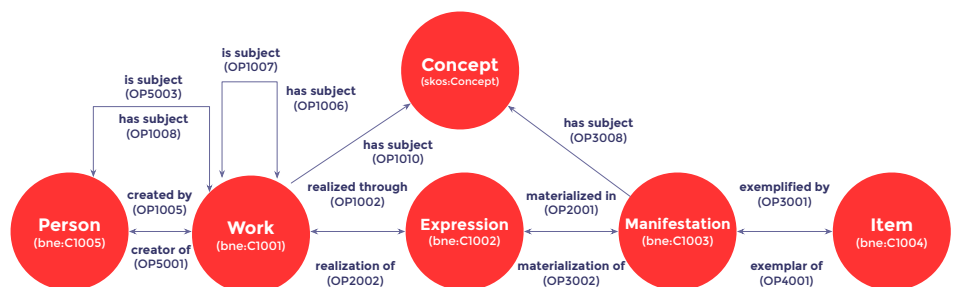 is subject
(OP1007)
Concept
(skos:Concept)
is subject
(OP5003)
has subject
(OP1006)
has subject
(OP1008)
has subject
(OP3008)
has subject
(OP1010)
Person
(bne:C1005)
created by
(OP1005)
creator of
(OP5001)
Work
(bne:C1001)
realized through
(OP1002)
realization of
(OP2002)
Expression
(bne:C1002)
materialized in
(OP2001)
materialization of
(OP3002)
Manifestation
(bne:C1003)
exemplified by
(OP3001)
exemplar of
(OP4001)
Item
(bne:C1004)